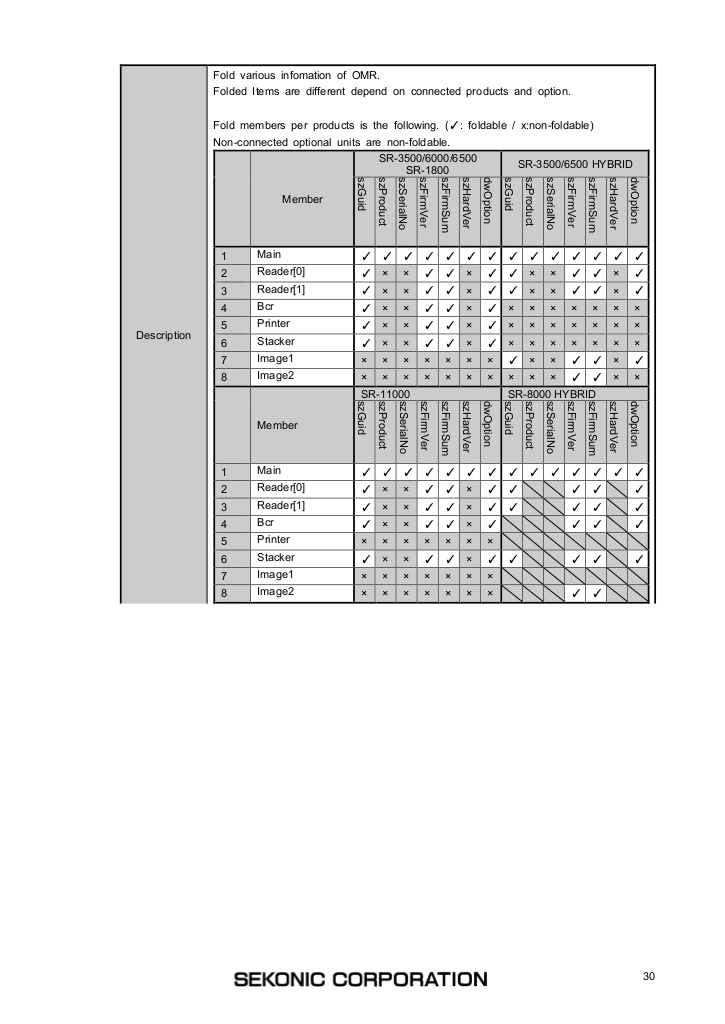 Fold various infomation of OMR.
Folded Items are different depend on connected products and option.
Fold members per products is the following. (✓: foldable / x:non-foldable)
Non-connected optional units are non-foldable.
Description
Member
SR-3500/6000/6500
SR-1800
SR-3500/6500 HYBRID
szGuid szProduct szSerialNo szFirmVer szFirmSum szHardVer dwOption szGuid szProduct szSerialNo szFirmVer szFirmSum szHardVer dwOption
1 Main ✓ ✓ ✓ ✓ ✓ ✓ ✓ ✓ ✓ ✓ ✓ ✓ ✓ ✓
2 Reader[0] ✓ × × ✓ ✓ × ✓ ✓ × × ✓ ✓ × ✓
3 Reader[1] ✓ × × ✓ ✓ × ✓ ✓ × × ✓ ✓ × ✓
4 Bcr ✓ × × ✓ ✓ × ✓ × × × × × × ×
5 Printer ✓ × × ✓ ✓ × ✓ × × × × × × ×
6 Stacker ✓ × × ✓ ✓ × ✓ × × × × × × ×
7 Image1 × × × × × × × ✓ × × ✓ ✓ × ✓
8 Image2 × × × × × × × × × × ✓ ✓ × ×
Member
SR-11000
SR-8000 HYBRID
szGuid szProduct szSerialNo szFirmVer szFirmSum szHardVer dwOption szGuid szProduct szSerialNo szFirmVer szFirmSum szHardVer dwOption
1 Main ✓ ✓ ✓ ✓ ✓ ✓ ✓ ✓ ✓ ✓ ✓ ✓ ✓ ✓
2 Reader[0] ✓ × × ✓ ✓ × ✓ ✓ ✓ ✓ ✓
3 Reader[1] ✓ × × ✓ ✓ × ✓ ✓ ✓ ✓ ✓
4 Bcr ✓ × × ✓ ✓ × ✓ ✓ ✓ ✓
5 Printer × × × × × × ×
6 Stacker ✓ × × ✓ ✓ × ✓ ✓ ✓ ✓ ✓
7 Image1 × × × × × × ×
8 Image2 × × × × × × × ✓ ✓
SEKONIC CORPORATION
30